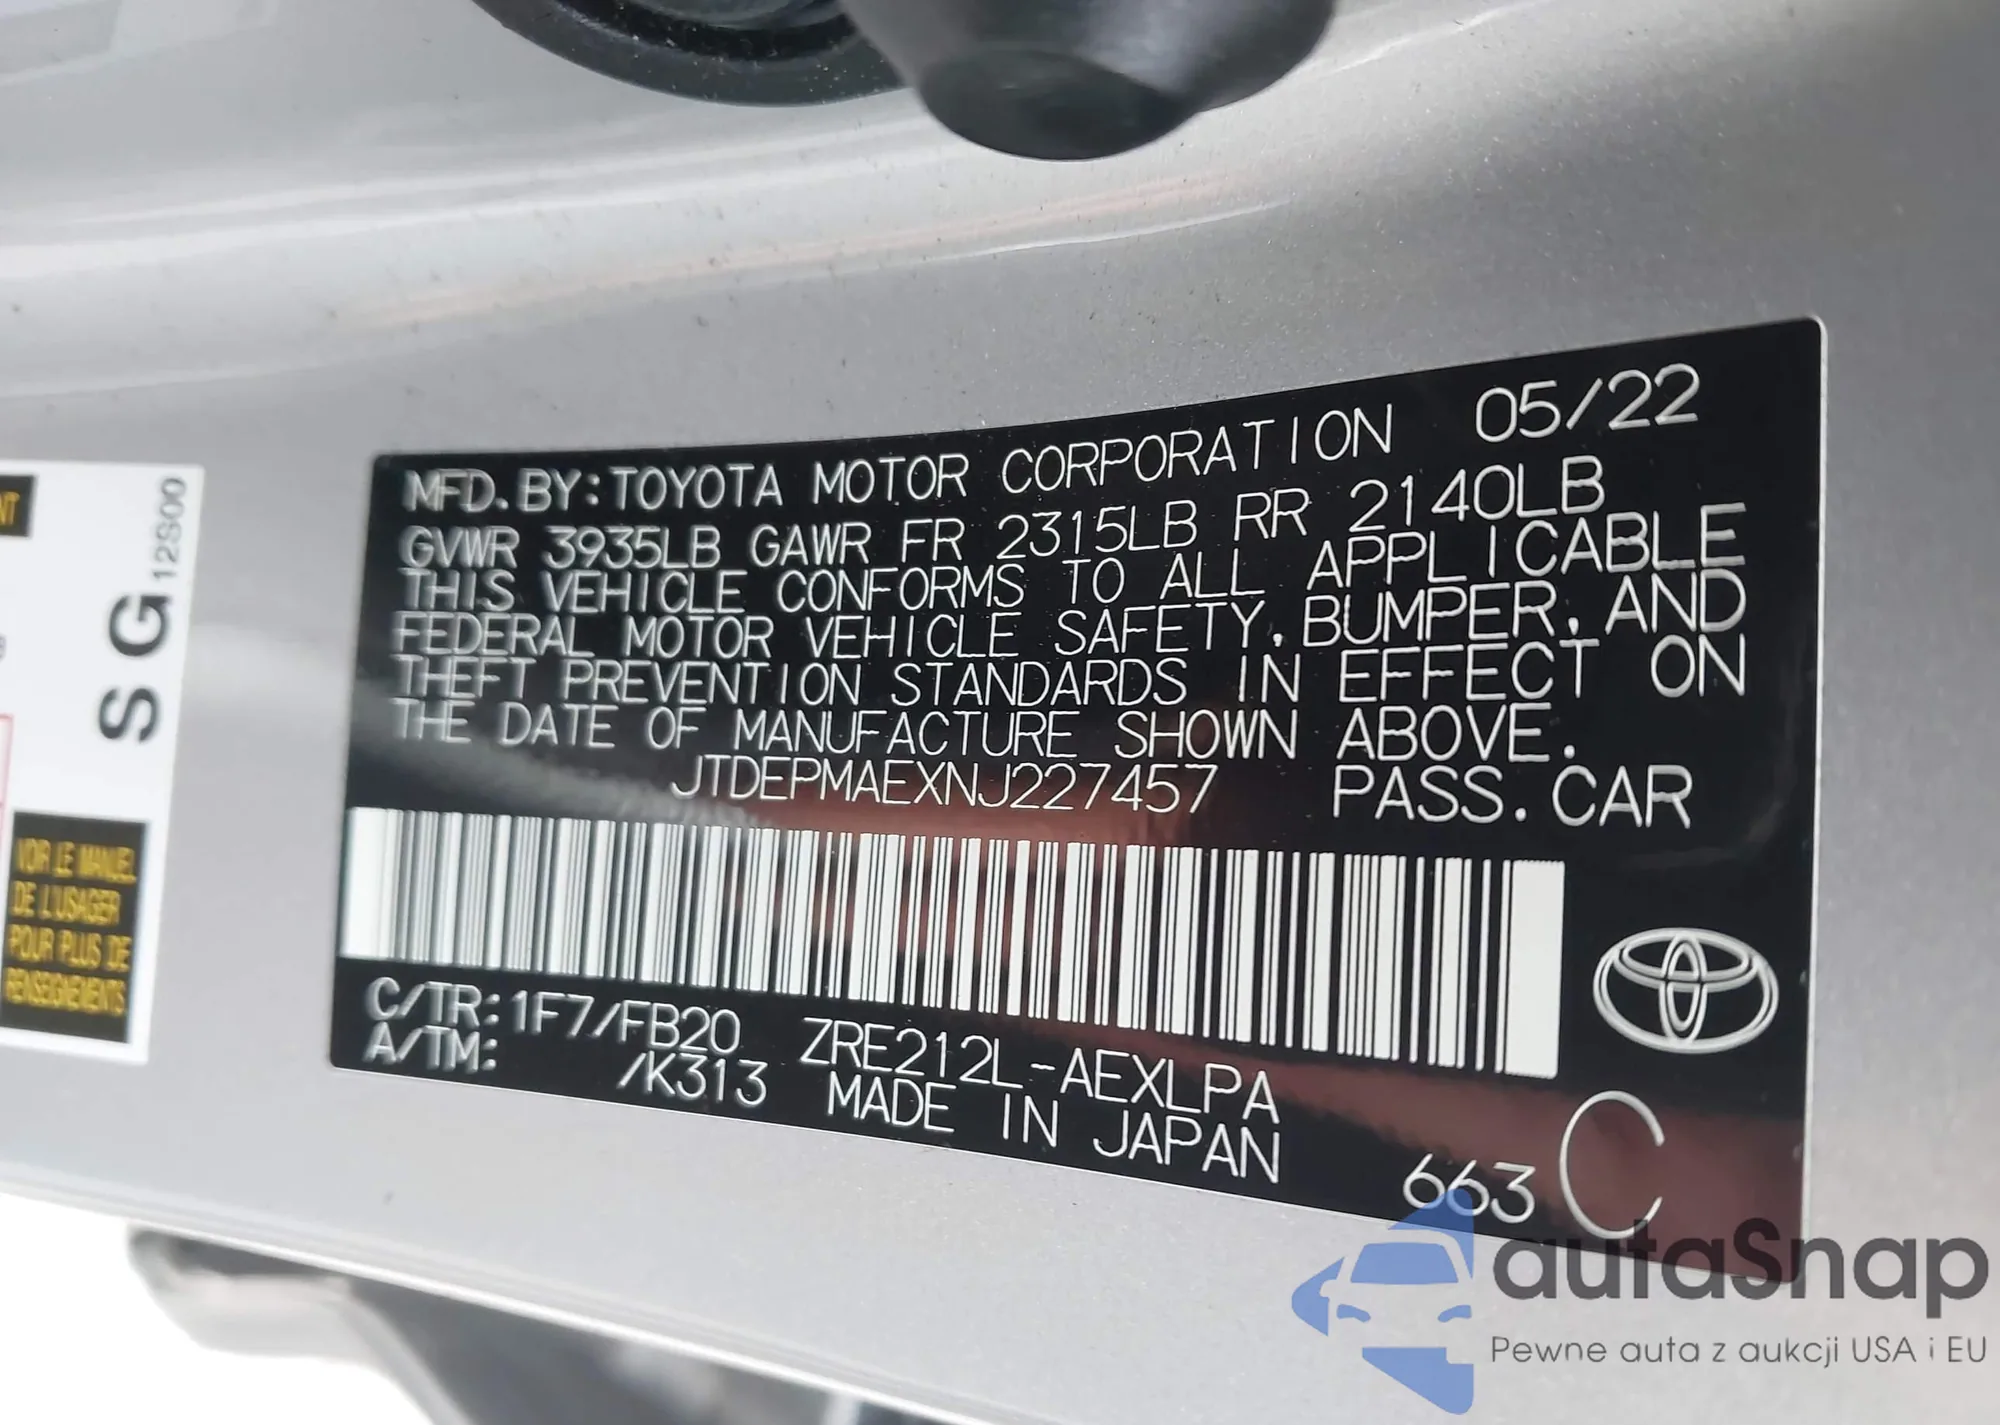 MFD. BY: TOYOTA MOTOR CORPORATION 05/22
GVWR 3935LB GAWR FR 2315LB RR 2140LB
THIS VEHICLE CONFORMS TO ALL APPLICABLE
FEDERAL MOTOR VEHICLE SAFETY, BUMPER, AND
THEFT PREVENTION STANDARDS IN EFFECT ON
THE DATE OF MANUFACTURE SHOWN ABOVE.
JTDEPMAEXNJ227457 PASS. CAR
C/TR: 1F7/FB20 ZRE212L-AEXLPA
A/TM: /K313 MADE IN JAPAN
663 C
NT
SG12S00
VOIR LE MANUEL
DE L'USAGER
POUR PLUS DE
RENSEIGNEMENTS
autaSnap
Pewne auta z aukcji USA i EU